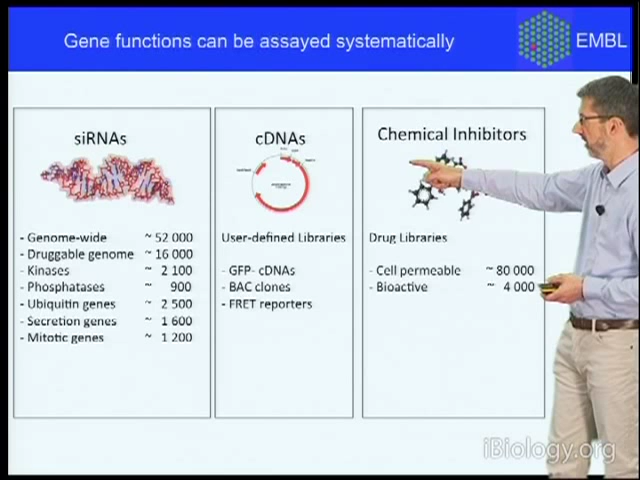 Gene functions can be assayed systematically
EMBL
siRNAs
- Genome-wide ~ 52 000
- Druggable genome ~ 16 000
- Kinases ~ 2 100
- Phosphatases ~ 900
- Ubiquitin genes ~ 2 500
- Secretion genes ~ 1 600
- Mitotic genes ~ 1 200
cDNAs
User-defined Libraries
- GFP- cDNAs
- BAC clones
- FRET reporters
Chemical Inhibitors
Drug Libraries
- Cell permeable ~ 80 000
- Bioactive ~ 4 000
iBiology.org